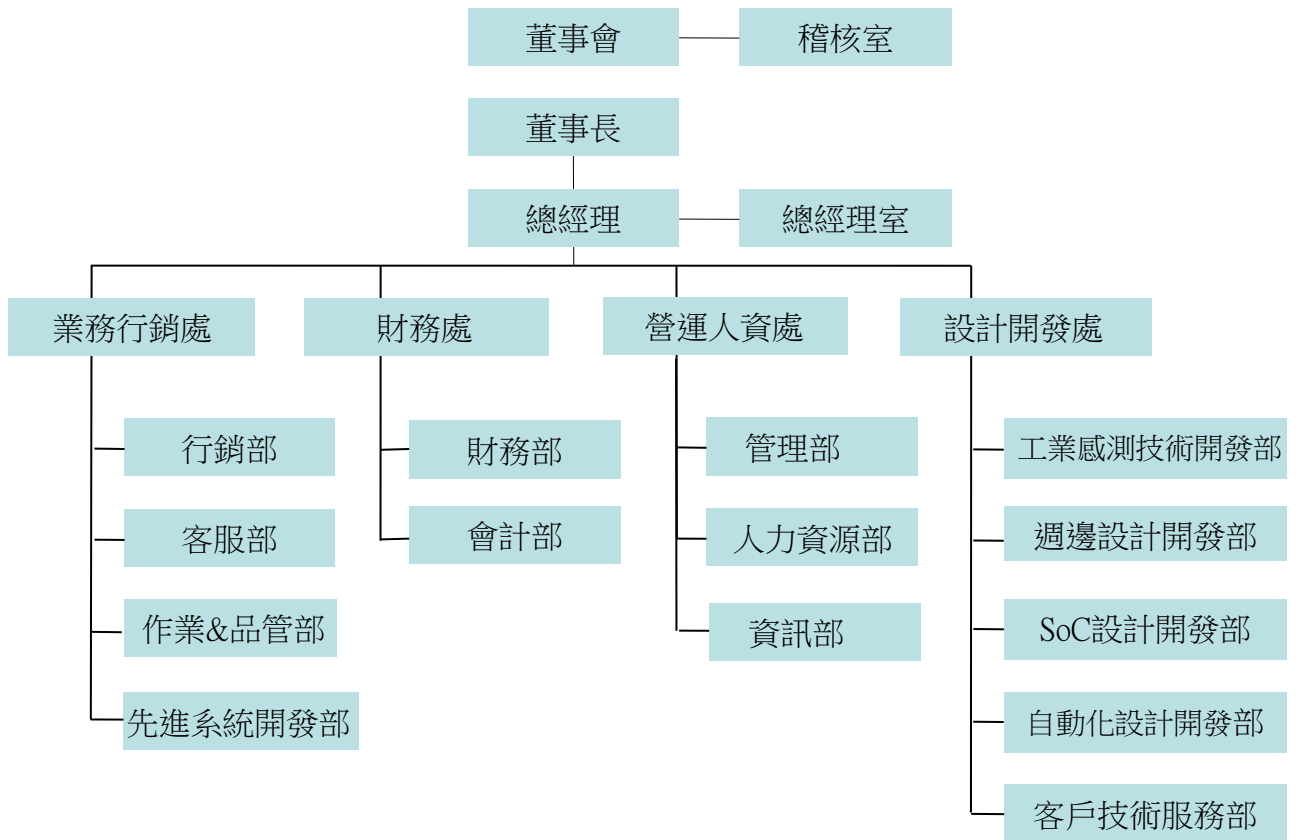 董事會
稽核室
董事長
總經理
總經理室
業務行銷處
財務處
營運人資處
設計開發處
行銷部
客服部
作業&品管部
先進系統開發部
財務部
會計部
管理部
人力資源部
資訊部
工業感測技術開發部
週邊設計開發部
SoC設計開發部
自動化設計開發部
客戶技術服務部